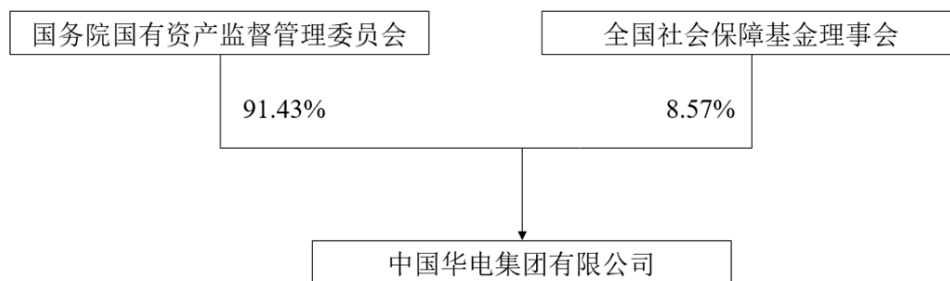 国务院国有资产监督管理委员会
全国社会保障基金理事会
91.43%
8.57%
中国华电集团有限公司